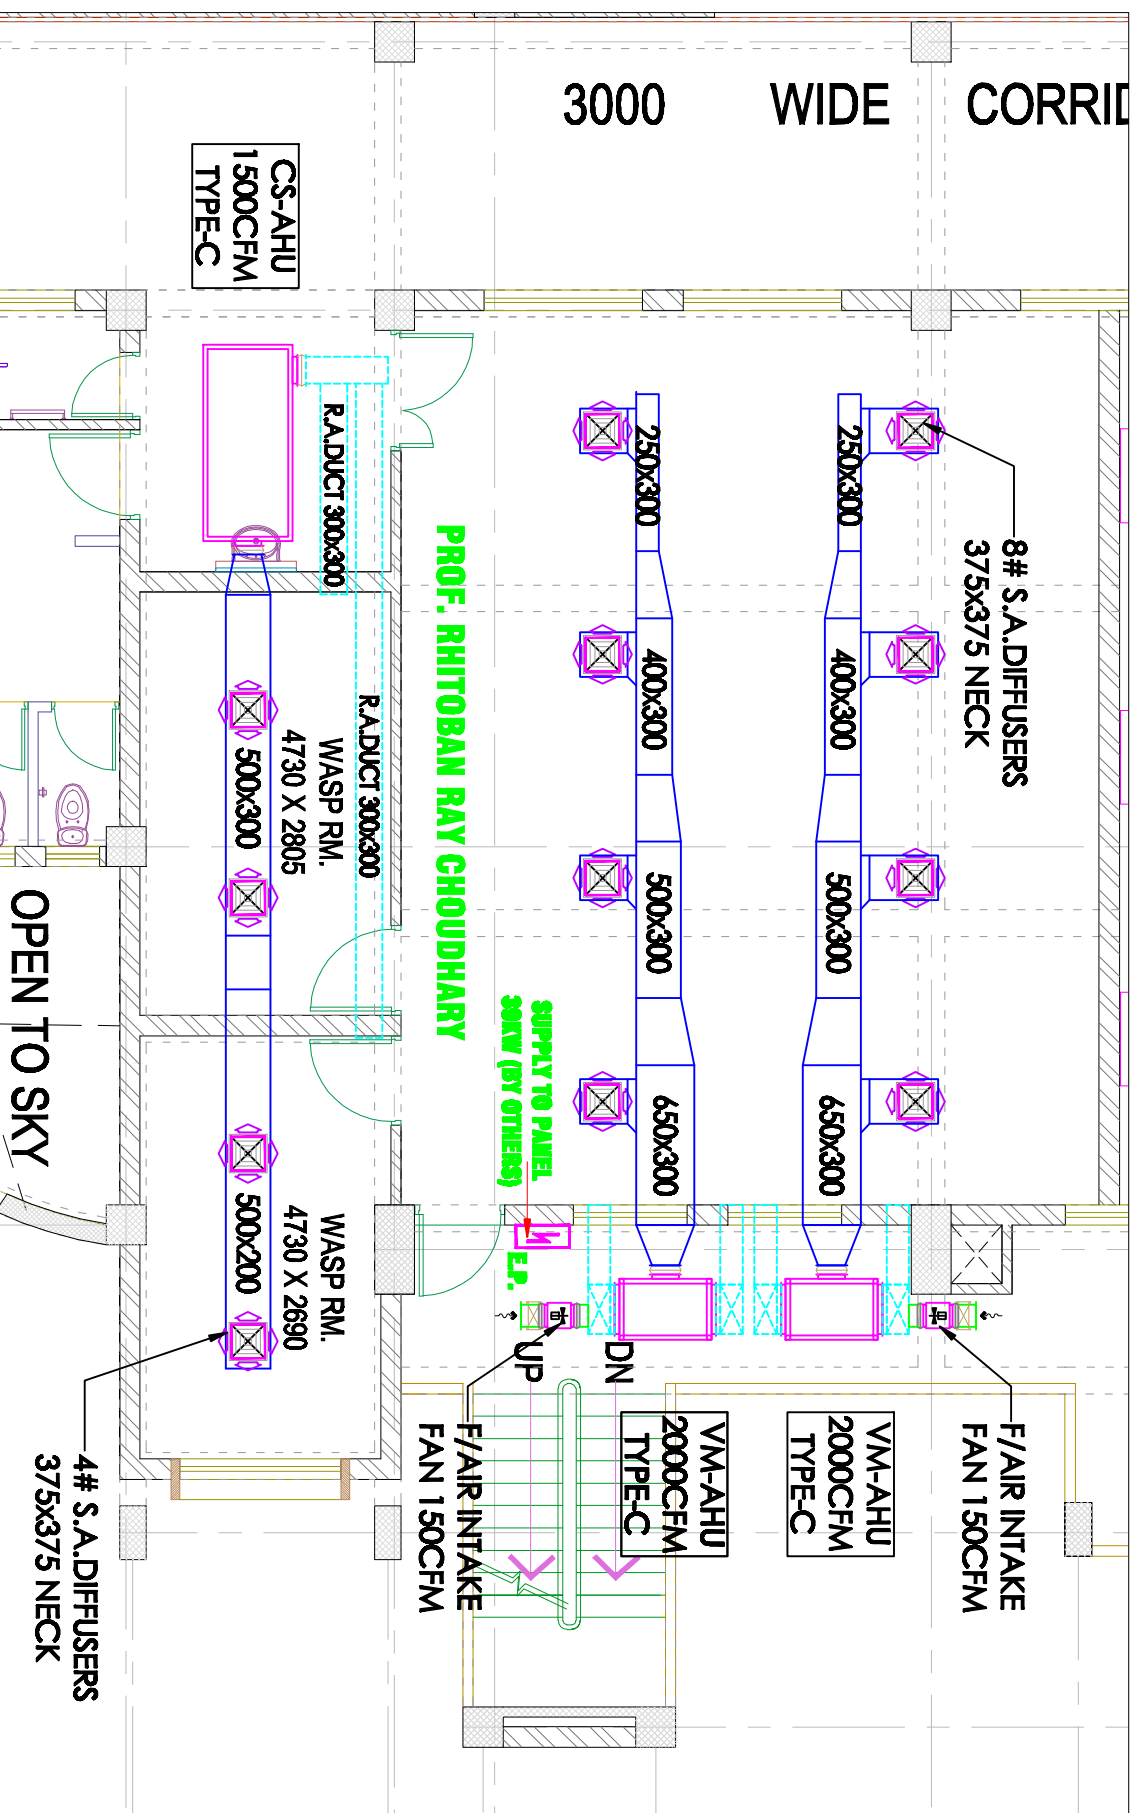 3000 WIDE CORRID
CS-AHU
1500CFM
TYPE-C
R.A.DUCT 300x300
R.A.DUCT 300x300
250x300
250x300
8# S.A.DIFFUSERS
375x375 NECK
PROF. RHITOBAN RAY CHOUDHARY
400x300
400x300
WASP RM.
4730 X 2805
500x300
500x300
500x300
OPEN TO SKY
SUPPLY TO PANEL
30KW (BY OTHERS)
650x300
650x300
WASP RM.
4730 X 2690
500x200
E.P.
UP
DN
F/AIR INTAKE
FAN 150CFM
VM-AHU
2000CFM
TYPE-C
VM-AHU
2000CFM
TYPE-C
F/AIR INTAKE
FAN 150CFM
4# S.A.DIFFUSERS
375x375 NECK